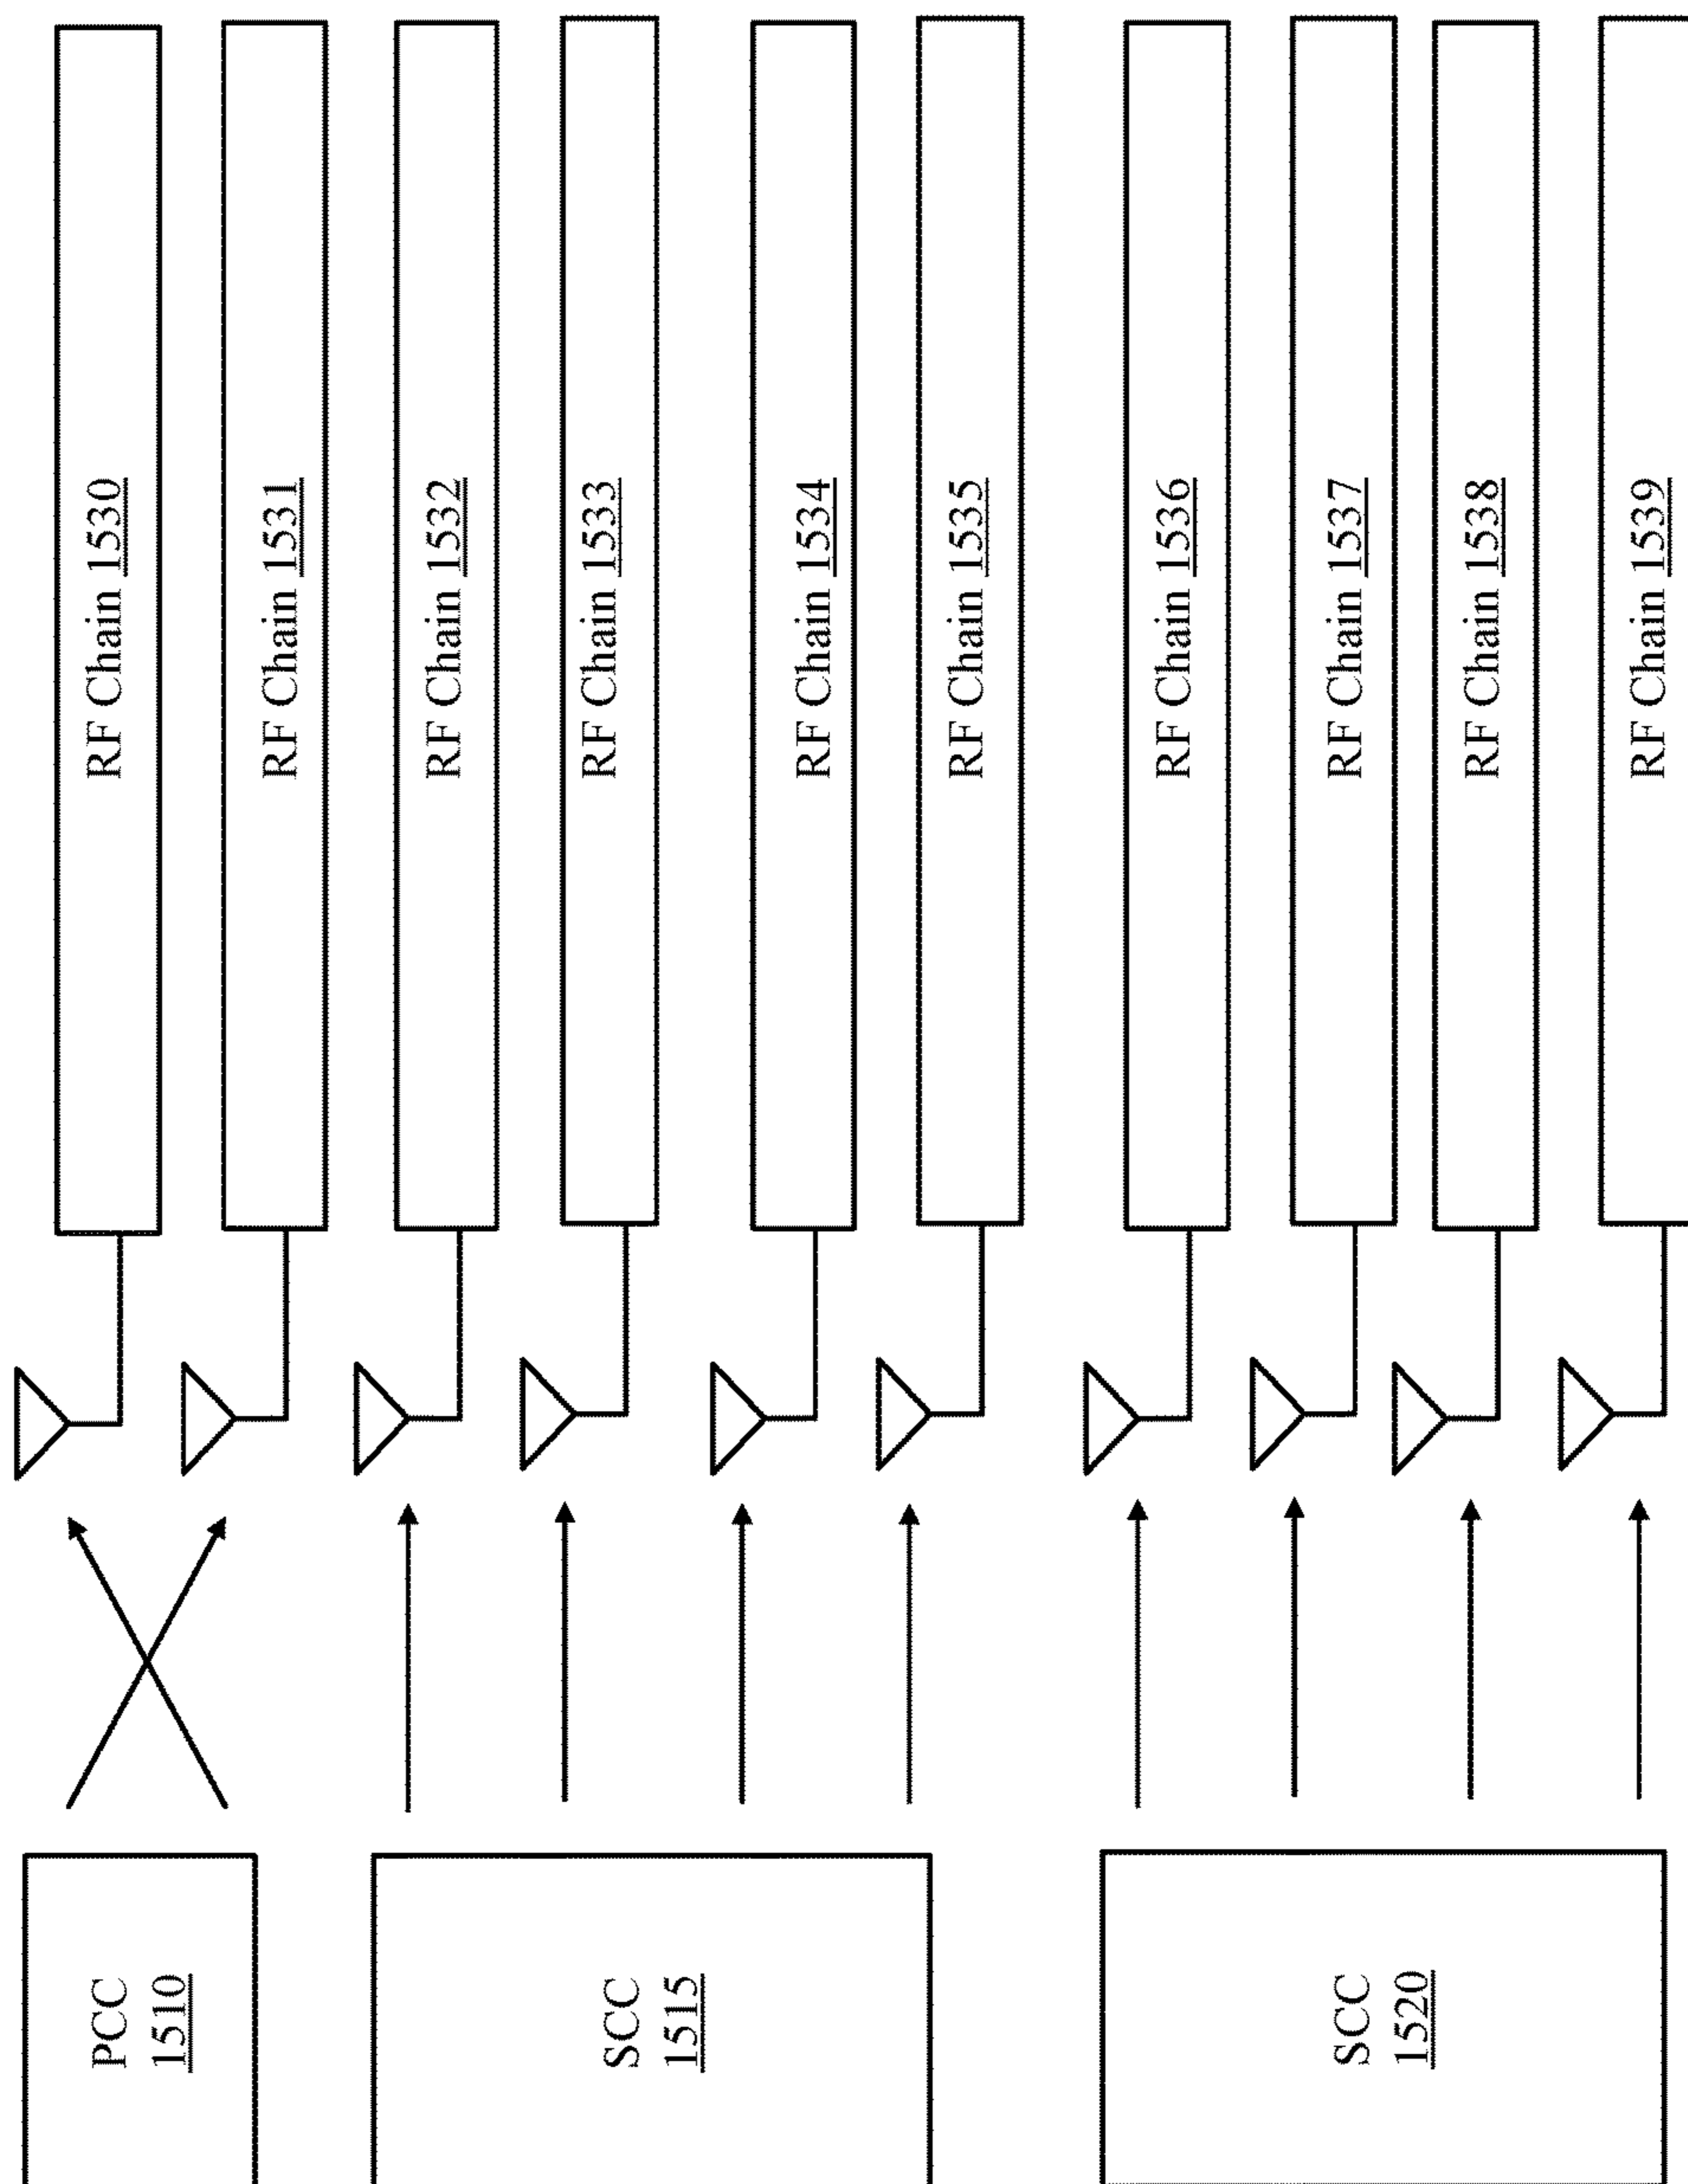 RF Chain 1530
RF Chain 1531
RF Chain 1532
RF Chain 1533
RF Chain 1534
RF Chain 1535
RF Chain 1536
RF Chain 1537
RF Chain 1538
RF Chain 1539
PCC
1510
SCC
1515
SCC
1520